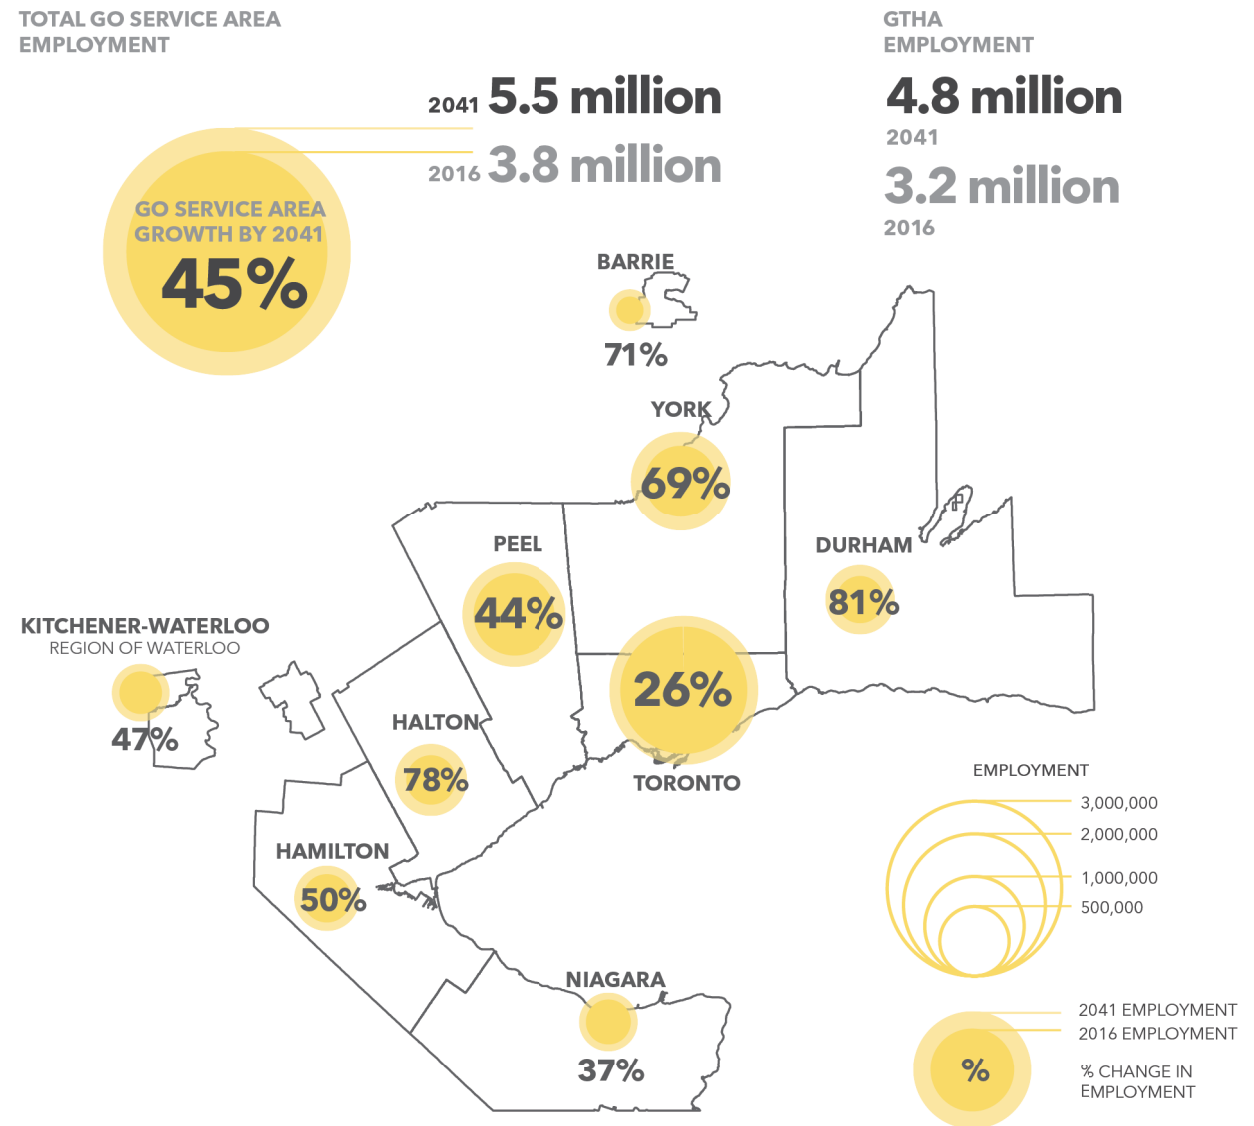 TOTAL GO SERVICE AREA
EMPLOYMENT
2041 5.5 million
2016 3.8 million
GO SERVICE AREA
GROWTH BY 2041
45%
GTHA
EMPLOYMENT
4.8 million
2041
3.2 million
2016
BARRIE
71%
YORK
69%
PEEL
44%
DURHAM
81%
KITCHENER-WATERLOO
REGION OF WATERLOO
47%
HALTON
78%
26%
TORONTO
HAMILTON
50%
NIAGARA
37%
EMPLOYMENT
3,000,000
2,000,000
1,000,000
500,000
2041 EMPLOYMENT
2016 EMPLOYMENT
%
% CHANGE IN
EMPLOYMENT